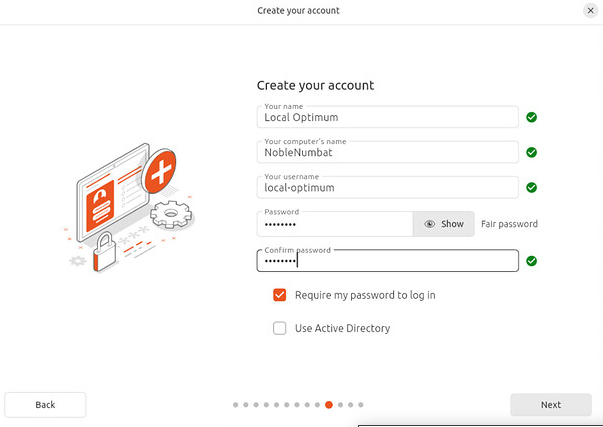 Create your account
Create your account
Your name
Local Optimum
Your computer's name
NobleNumbat
Your username
local-optimum
Password
•••••••• Show Fair password
Confirm password
••••••••
Require my password to log in
Use Active Directory
Back Next